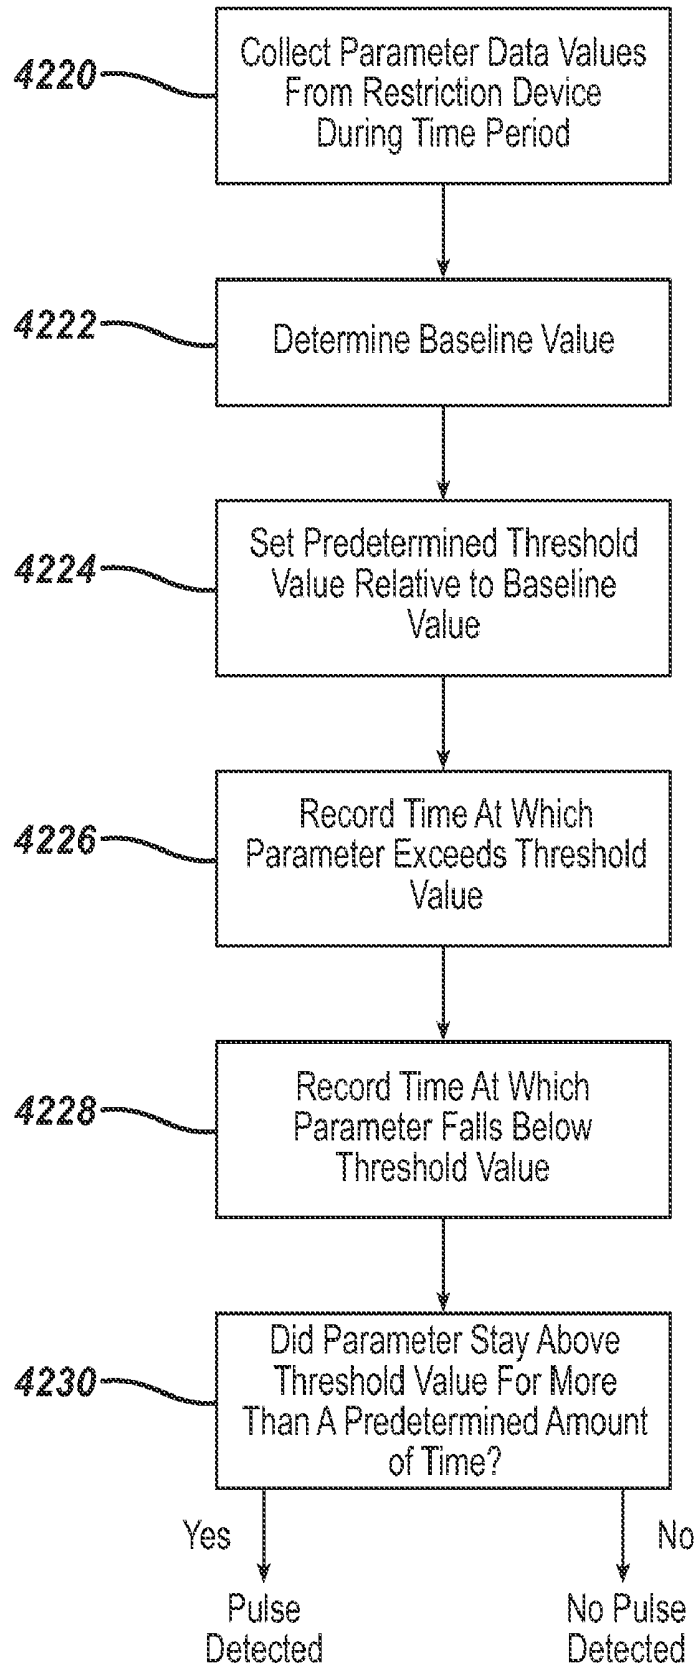 4220
Collect Parameter Data Values
From Restriction Device
During Time Period
4222
Determine Baseline Value
4224
Set Predetermined Threshold
Value Relative to Baseline
Value
4226
Record Time At Which
Parameter Exceeds Threshold
Value
4228
Record Time At Which
Parameter Falls Below
Threshold Value
4230
Did Parameter Stay Above
Threshold Value For More
Than A Predetermined Amount
of Time?
Yes
No
Pulse
Detected
No Pulse
Detected